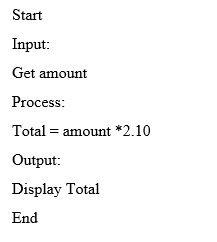 Start
Input:
Get amount
Process:
Total = amount *2.10
Output:
Display Total
End